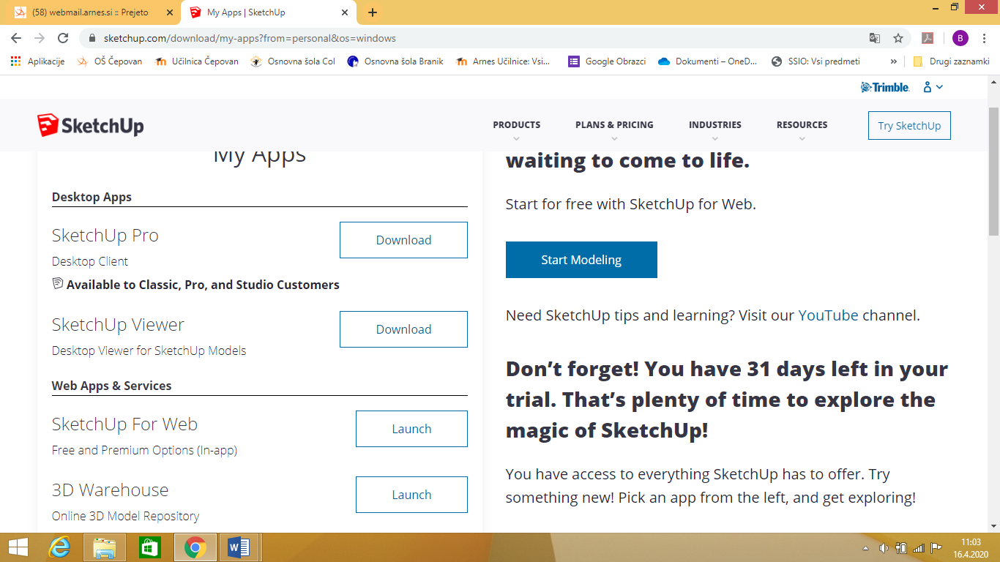 (58) webmail.arnes.si :: Prejeto
My Apps | SketchUp
sketchup.com/download/my-apps?from=personal&os=windows
B
Aplikacije
OŠ Čepovan
Učilnica Čepovan
Osnovna šola Col
Osnovna šola Branik
Arnes Učilnice: Vsi...
Google Obrazci
Dokumenti – OneD...
SSIO: Vsi predmeti
»
Drugi zaznamki
Trimble.
SketchUp
PRODUCTS
PLANS & PRICING
INDUSTRIES
RESOURCES
Try SketchUp
My Apps
Desktop Apps
SketchUp Pro
Download
Desktop Client
Available to Classic, Pro, and Studio Customers
SketchUp Viewer
Download
Desktop Viewer for SketchUp Models
Web Apps & Services
SketchUp For Web
Launch
Free and Premium Options (In-app)
3D Warehouse
Launch
Online 3D Model Repository
waiting to come to life.
Start for free with SketchUp for Web.
Start Modeling
Need SketchUp tips and learning? Visit our YouTube channel.
Don’t forget! You have 31 days left in your
trial. That’s plenty of time to explore the
magic of SketchUp!
You have access to everything SketchUp has to offer. Try
something new! Pick an app from the left, and get exploring!
11:03
16.4.2020